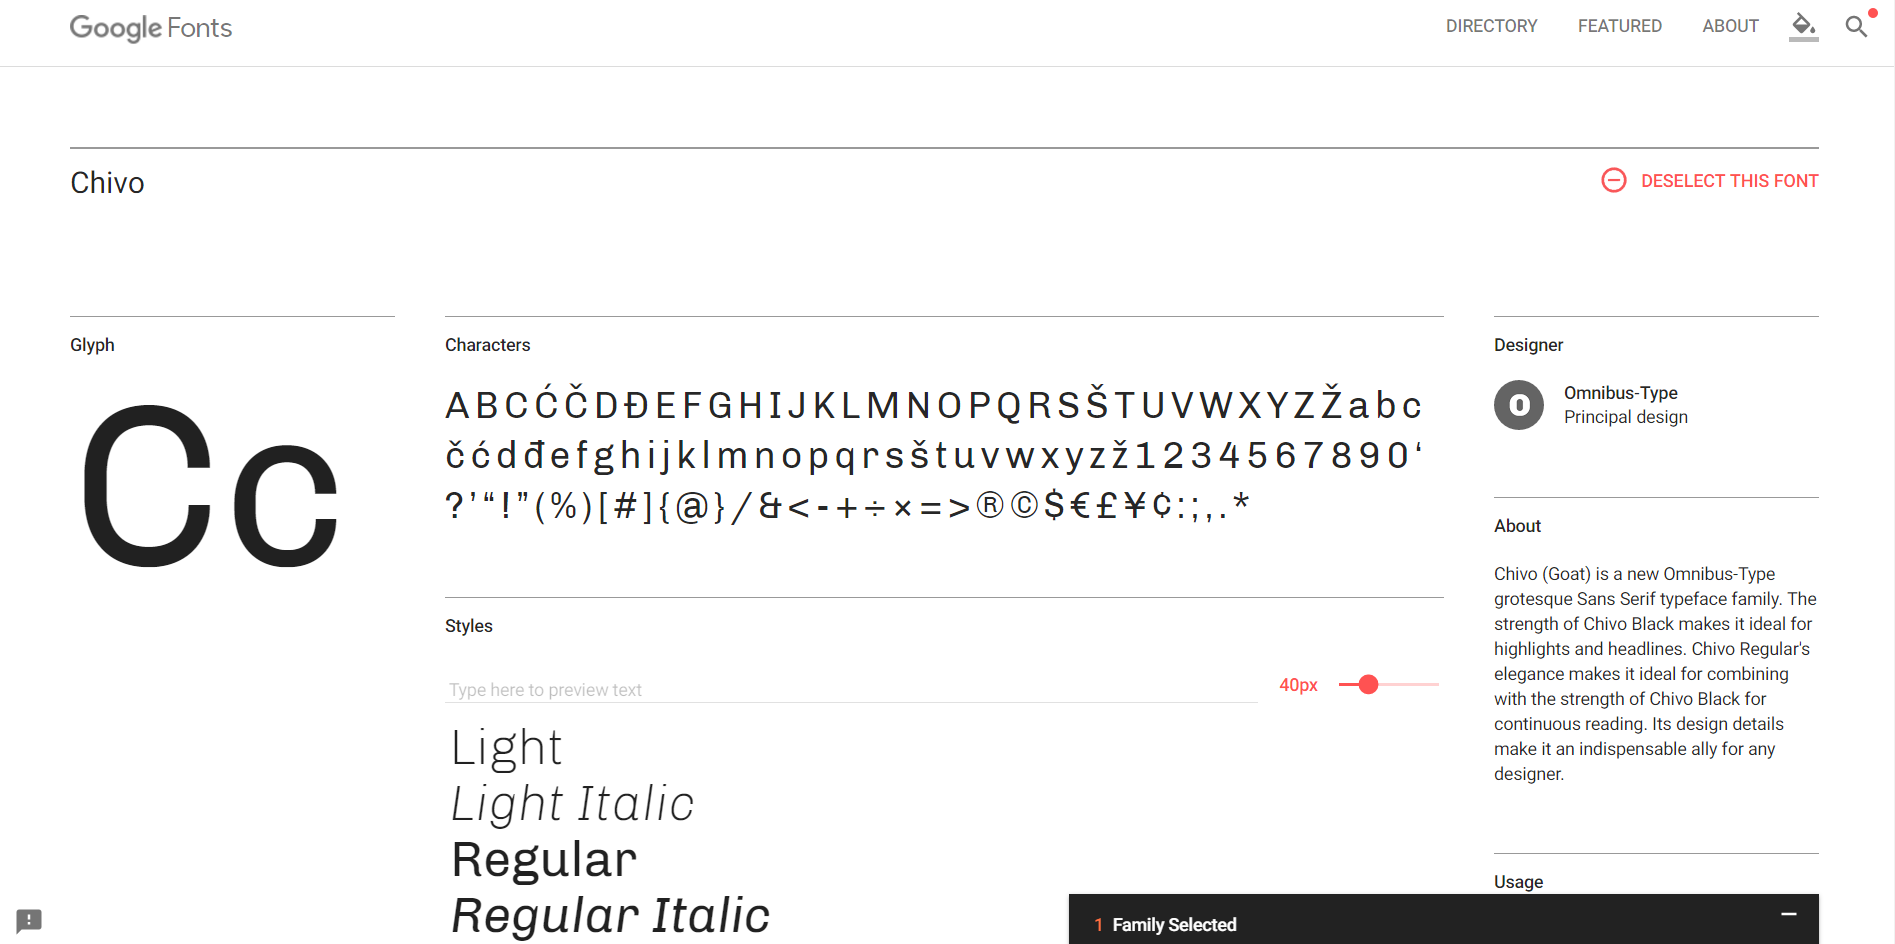 Google Fonts
DIRECTORY
FEATURED
ABOUT
Chivo
DESELECT THIS FONT
Glyph
Cc
Characters
ABCĆČDĐEFGHIJKLMNOPQRSŠTUVWXYZŽabc
čćdđefghijklmnopqrsštuvwxyzž1234567890‘
?’“!”(%)[#]{@}/&<-+÷×=>®©$€£¥¢:;,.*
Styles
Type here to preview text
40px
Light
Light Italic
Regular
Regular Italic
Designer
O
Omnibus-Type
Principal design
About
Chivo (Goat) is a new Omnibus-Type
grotesque Sans Serif typeface family. The
strength of Chivo Black makes it ideal for
highlights and headlines. Chivo Regular's
elegance makes it ideal for combining
with the strength of Chivo Black for
continuous reading. Its design details
make it an indispensable ally for any
designer.
Usage
1 Family Selected